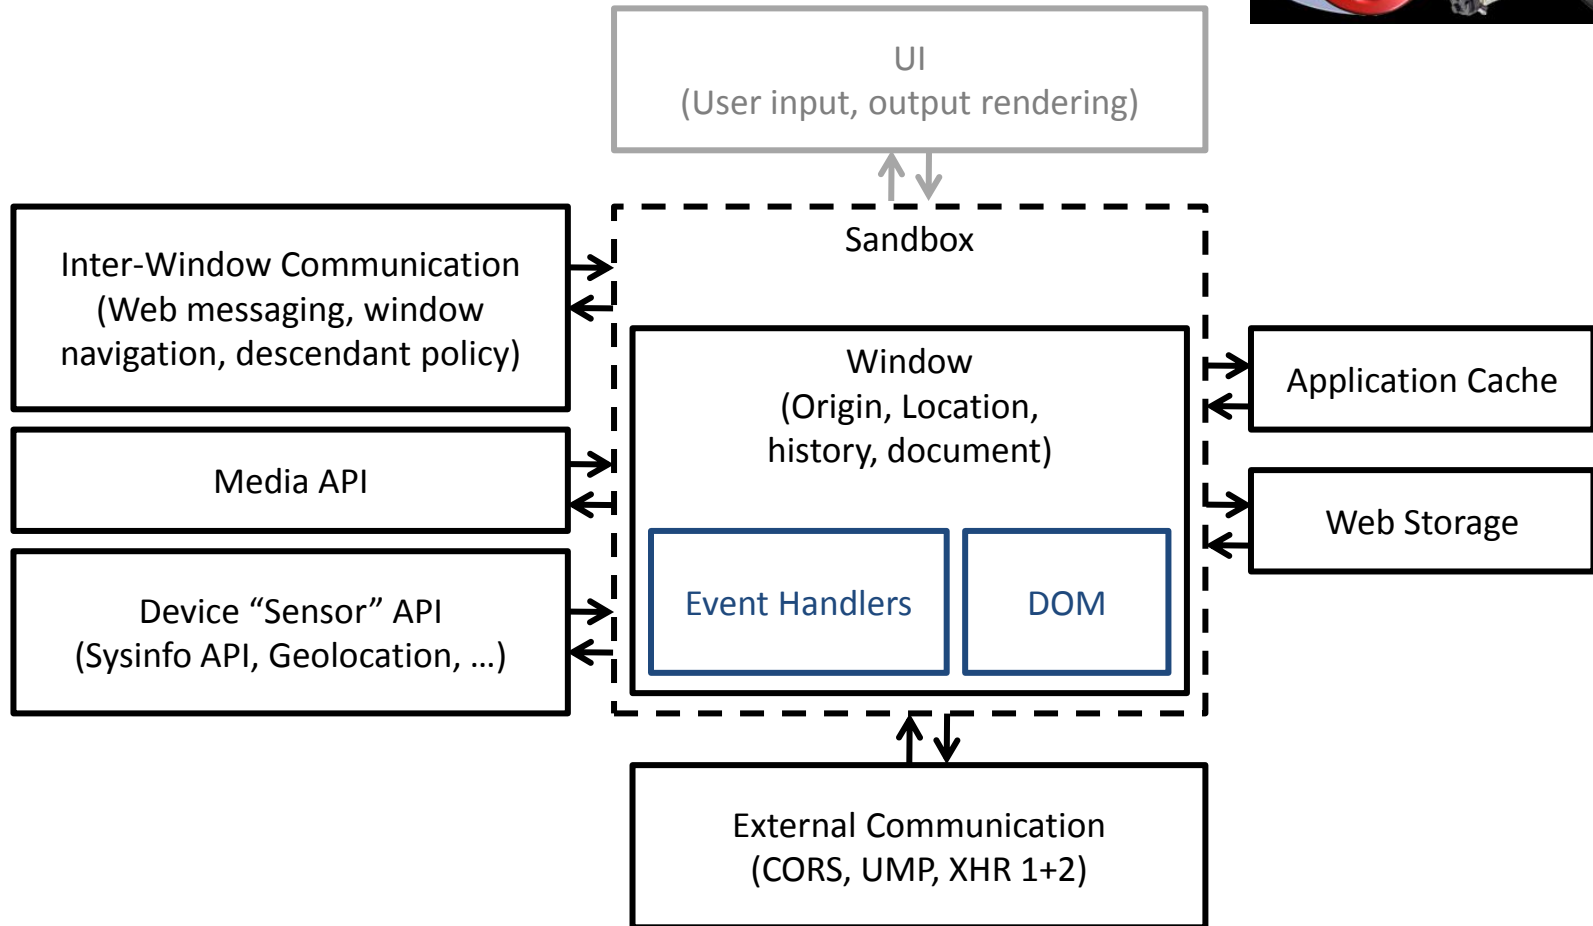 UI
(User input, output rendering)
Sandbox
Inter-Window Communication
(Web messaging, window
navigation, descendant policy)
Window
(Origin, Location,
history, document)
Application Cache
Media API
Web Storage
Event Handlers
DOM
Device “Sensor” API
(Sysinfo API, Geolocation, …)
External Communication
(CORS, UMP, XHR 1+2)